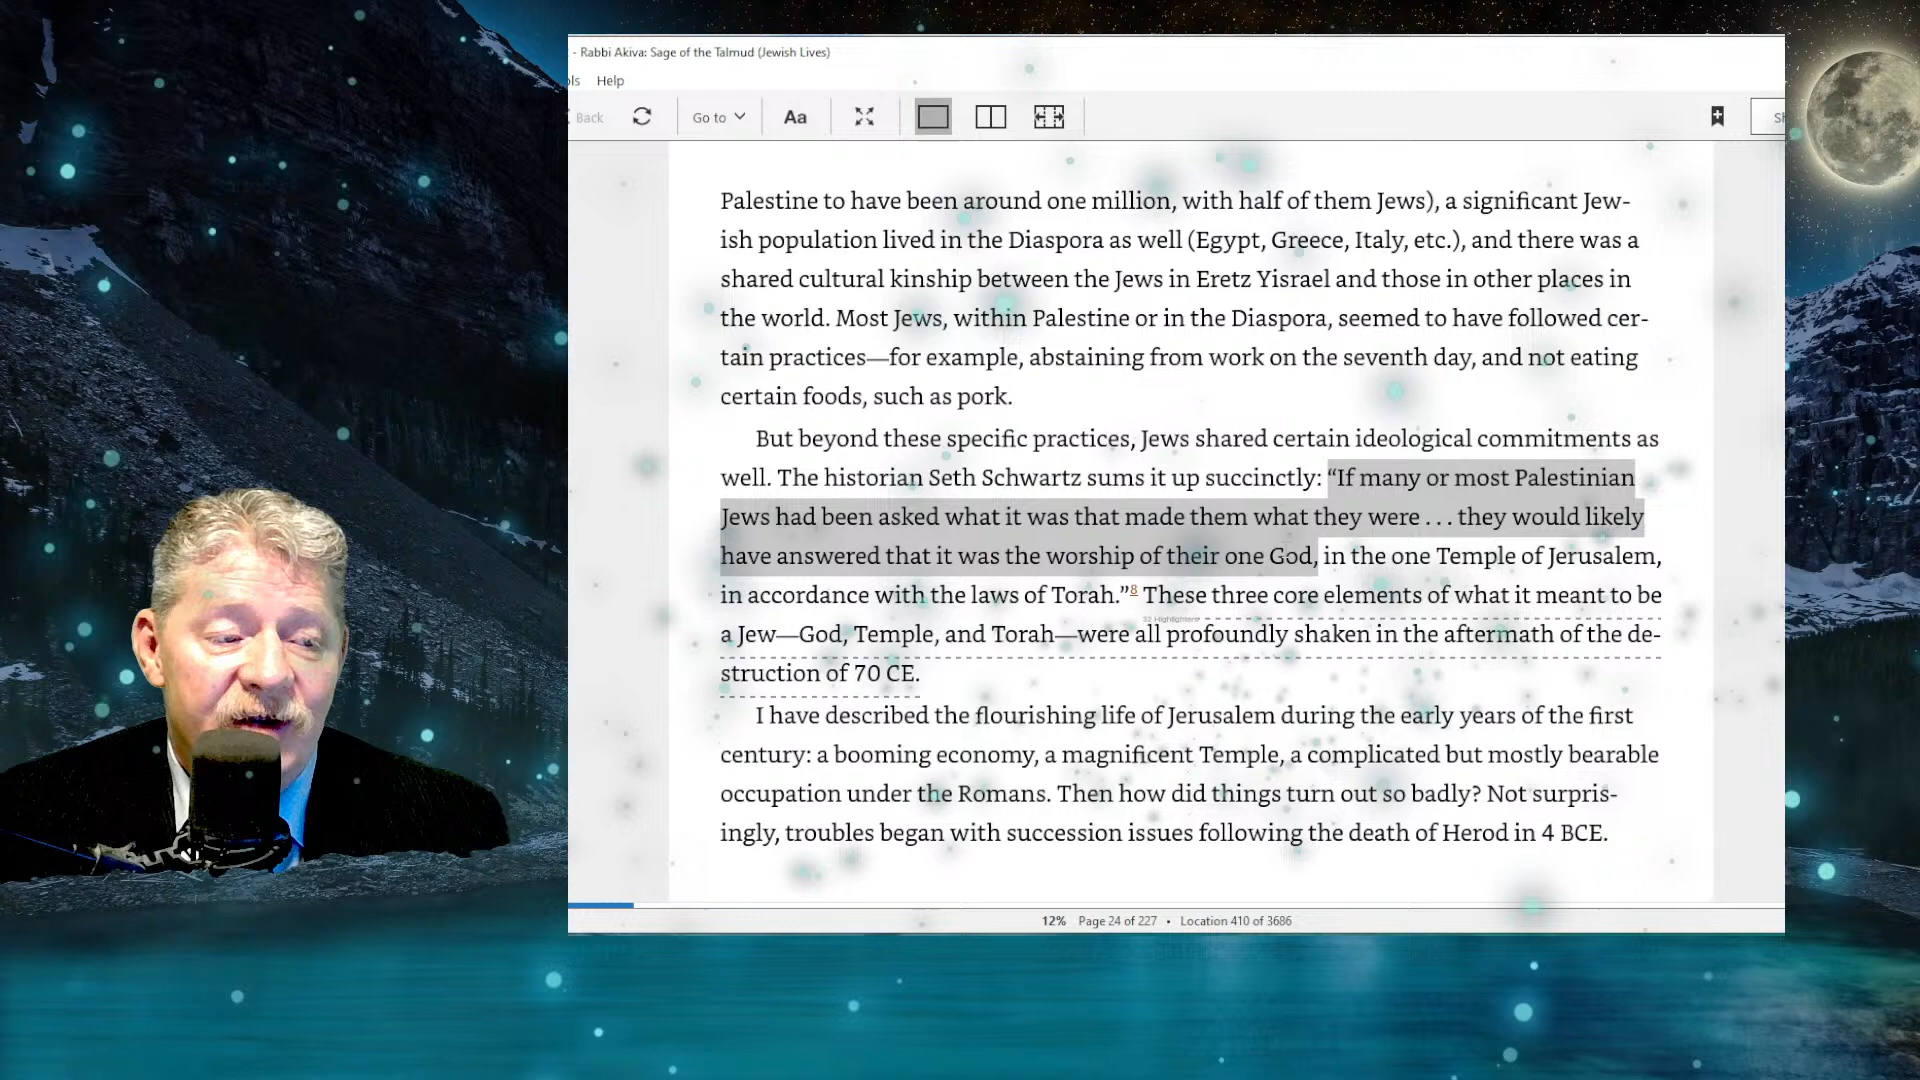 - Rabbi Akiva: Sage of the Talmud (Jewish Lives)
ols Help
Back Go to Aa
Palestine to have been around one million, with half of them Jews), a significant Jew-
ish population lived in the Diaspora as well (Egypt, Greece, Italy, etc.), and there was a
shared cultural kinship between the Jews in Eretz Yisrael and those in other places in
the world. Most Jews, within Palestine or in the Diaspora, seemed to have followed cer-
tain practices—for example, abstaining from work on the seventh day, and not eating
certain foods, such as pork.
But beyond these specific practices, Jews shared certain ideological commitments as
well. The historian Seth Schwartz sums it up succinctly: “If many or most Palestinian
Jews had been asked what it was that made them what they were . . . they would likely
have answered that it was the worship of their one God, in the one Temple of Jerusalem,
in accordance with the laws of Torah.”8 These three core elements of what it meant to be
32 Highlighters
a Jew—God, Temple, and Torah—were all profoundly shaken in the aftermath of the de-
struction of 70 CE.
I have described the flourishing life of Jerusalem during the early years of the first
century: a booming economy, a magnificent Temple, a complicated but mostly bearable
occupation under the Romans. Then how did things turn out so badly? Not surpris-
ingly, troubles began with succession issues following the death of Herod in 4 BCE.
12% Page 24 of 227 • Location 410 of 3686